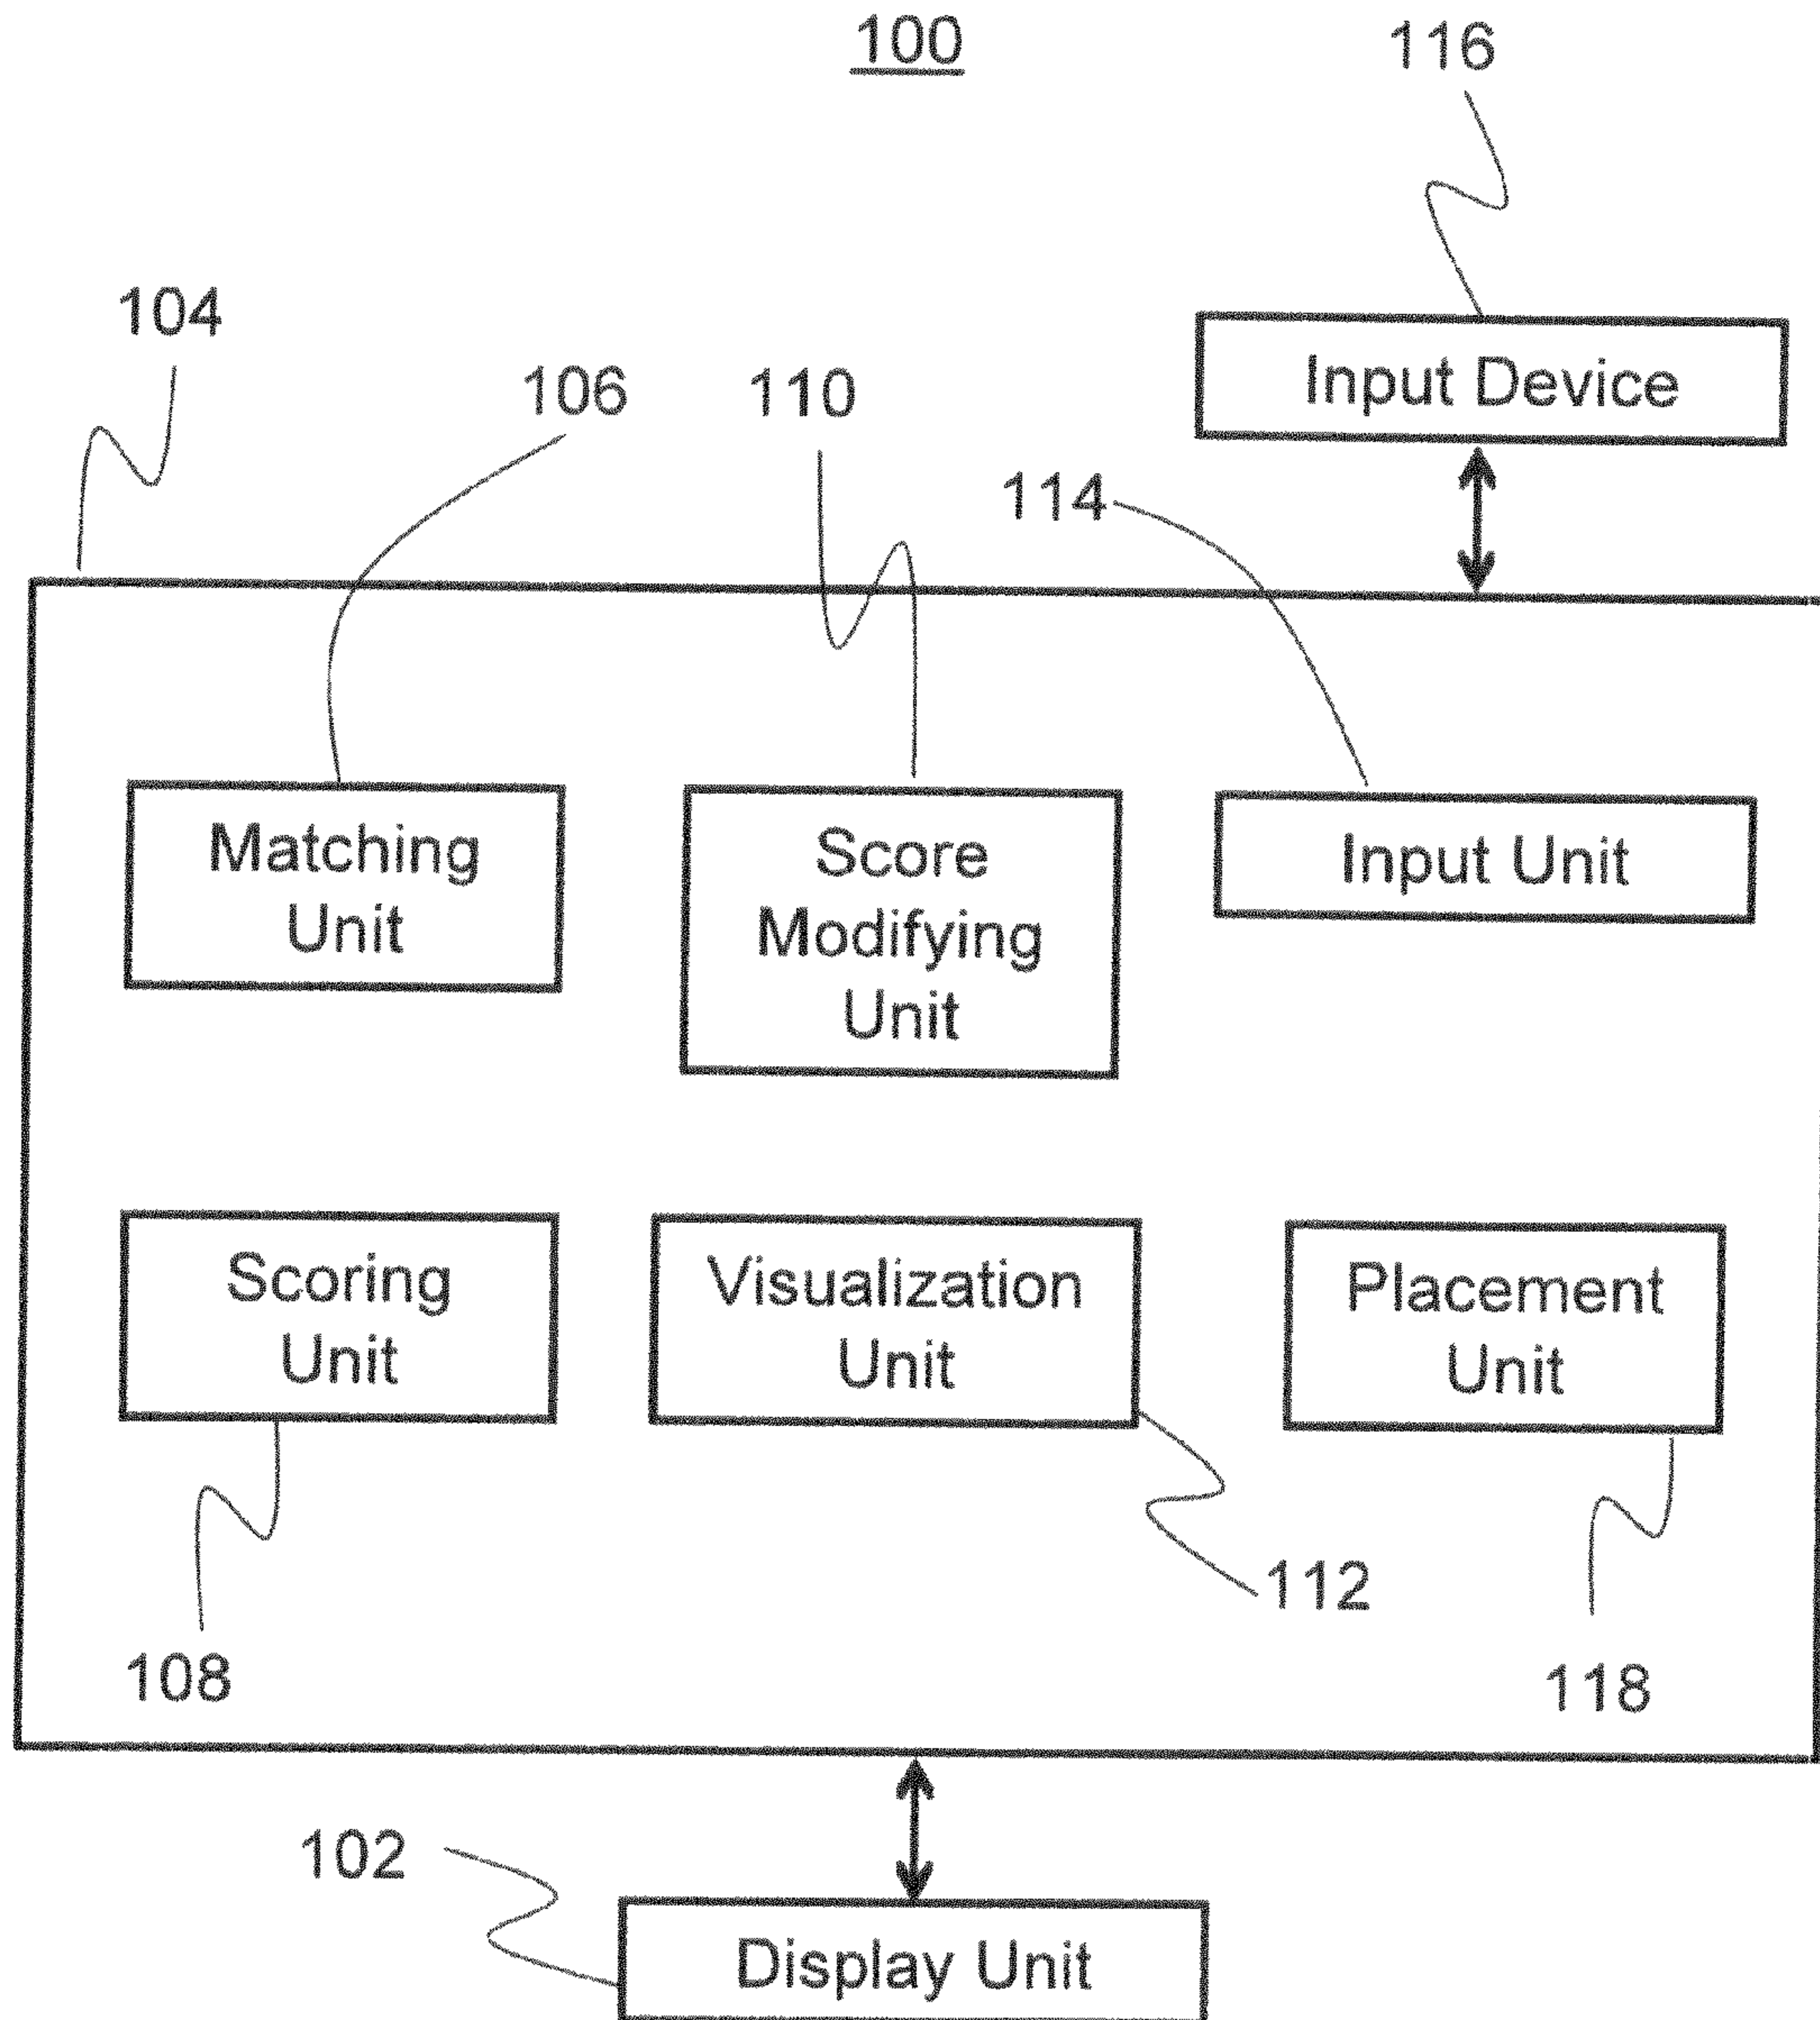 100
116
104
Input Device
106
110
114
Matching
Unit
Score
Modifying
Unit
Input Unit
Scoring
Unit
Visualization
Unit
Placement
Unit
112
108
118
102
Display Unit